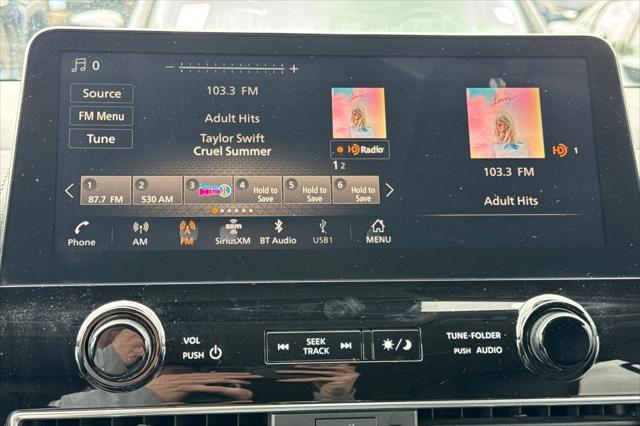 0
− +
Source
FM Menu
Tune
103.3 FM
Adult Hits
Taylor Swift
Cruel Summer
Lover
HD Radio
1 2
Lover
HD 1
103.3 FM
Adult Hits
1
87.7 FM
2
530 AM
3
4
Hold to
Save
5
Hold to
Save
6
Hold to
Save
Phone
AM
FM
sxm
SiriusXM
BT Audio
USB1
MENU
VOL
PUSH
SEEK
TRACK
TUNE-FOLDER
PUSH AUDIO